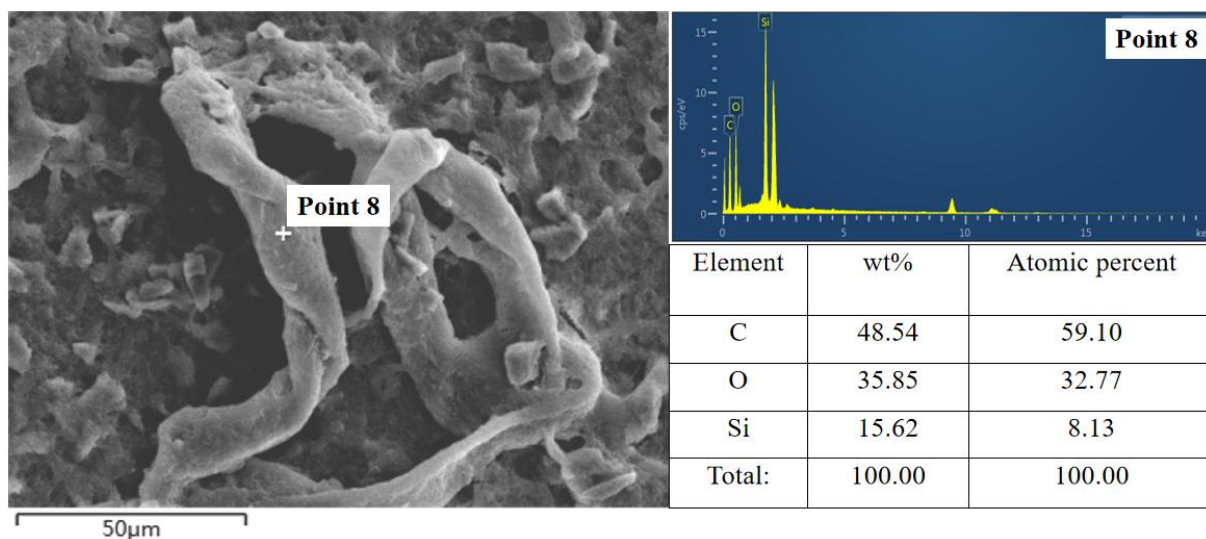 Point 8
50µm
Point 8
cps/eV
15
10
5
0
C
O
Si
0 5 10 15 ke
Element wt% Atomic percent
C 48.54 59.10
O 35.85 32.77
Si 15.62 8.13
Total: 100.00 100.00